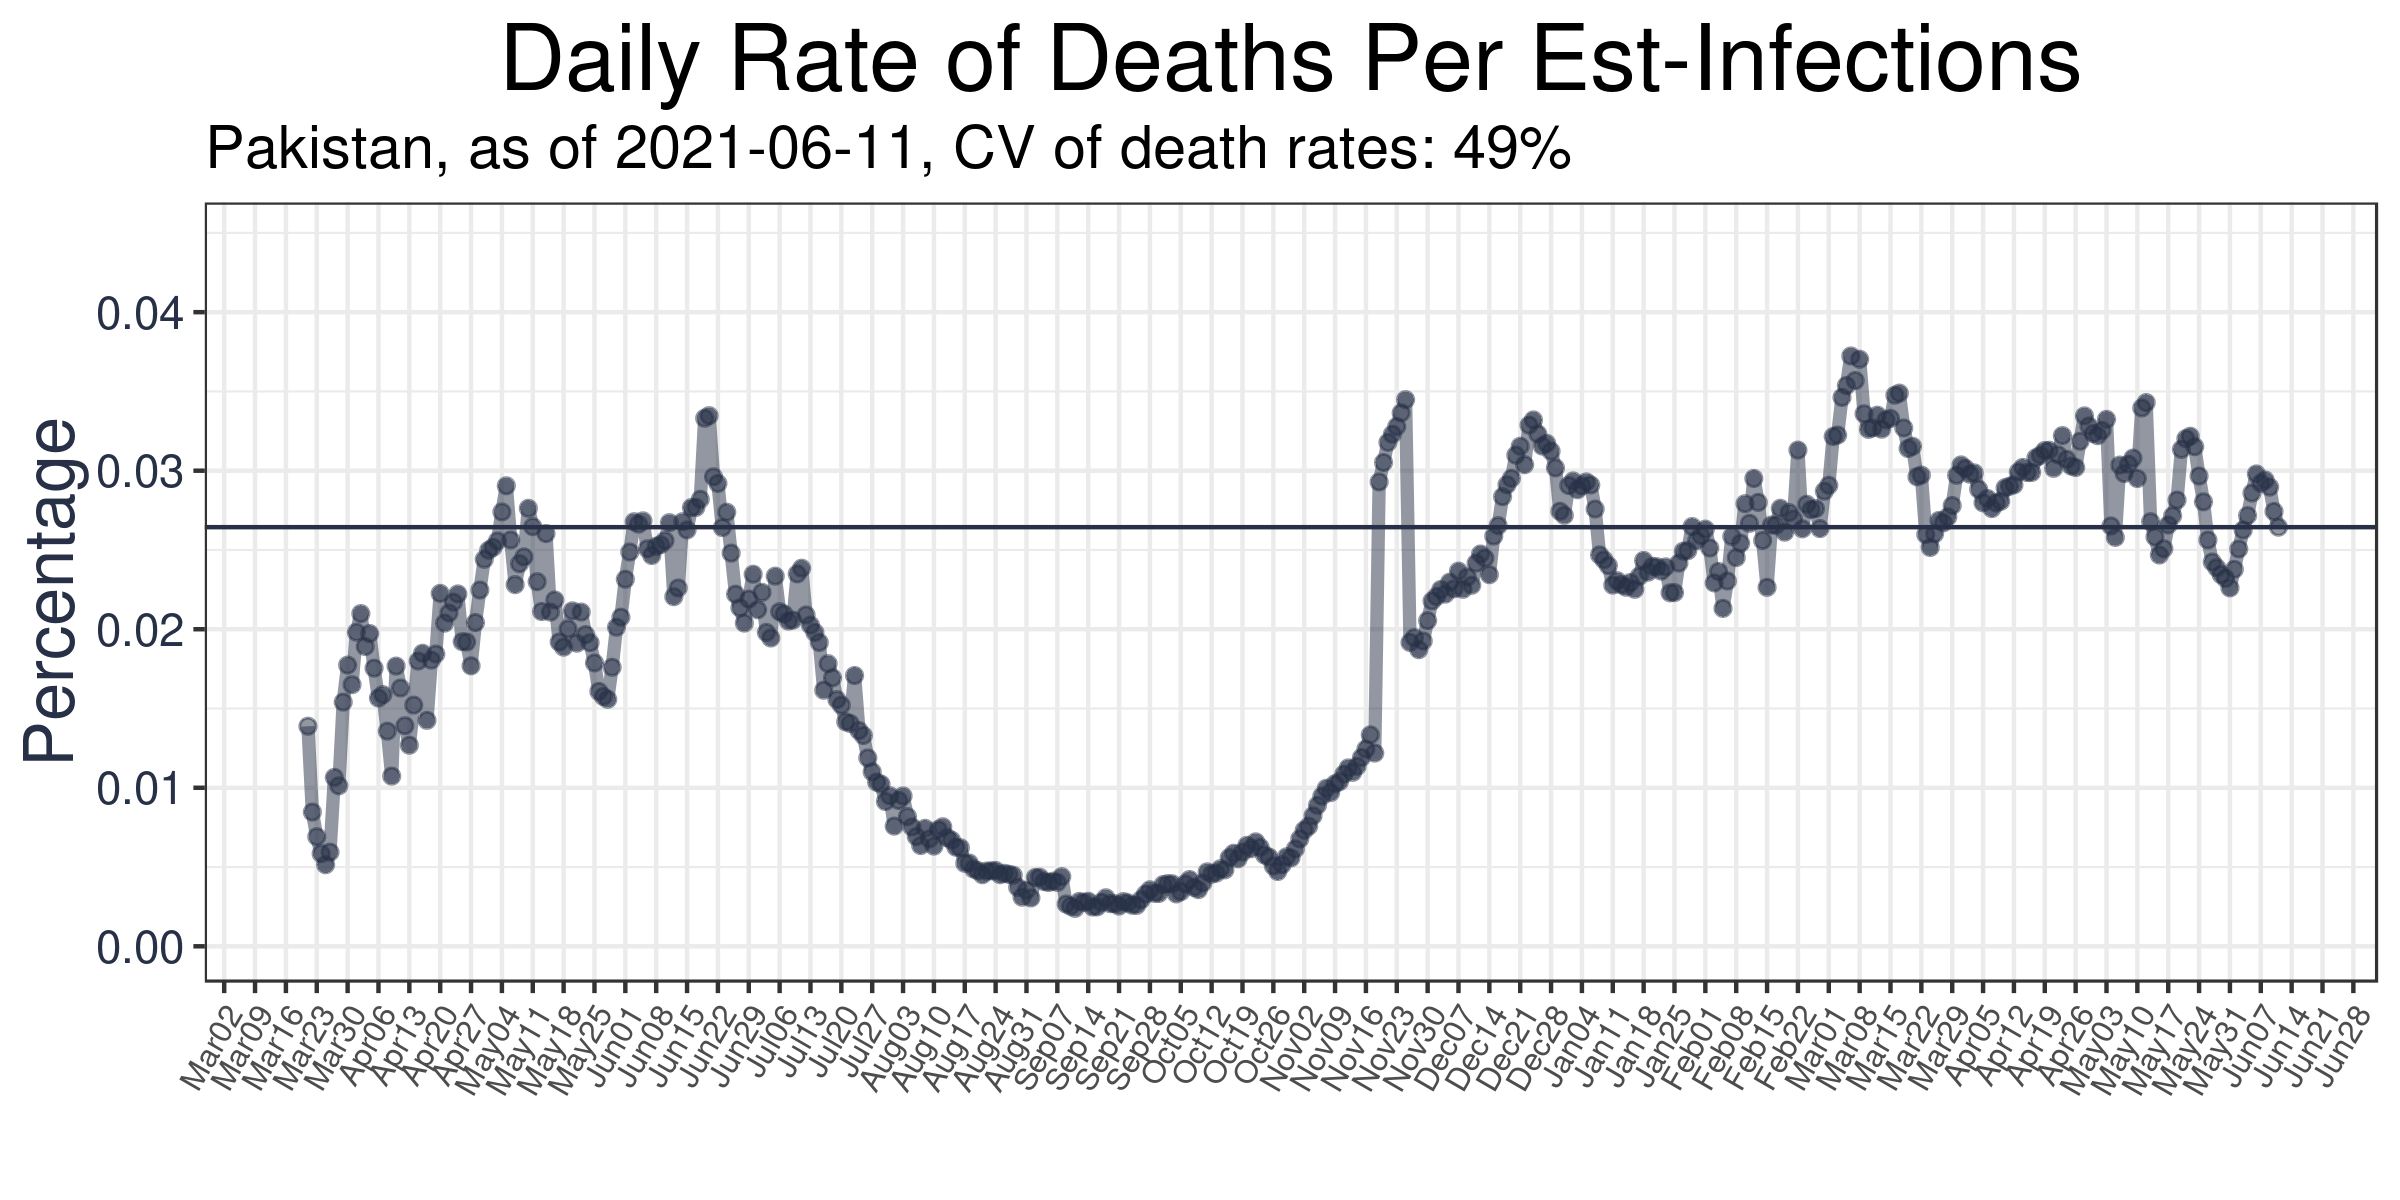 Daily Rate of Deaths Per Est-Infections
Pakistan, as of 2021-06-11, CV of death rates: 49%
Percentage
0.04
0.03
0.02
0.01
0.00
Mar02
Mar09
Mar16
Mar23
Mar30
Apr06
Apr13
Apr20
Apr27
May04
May11
May18
May25
Jun01
Jun08
Jun15
Jun22
Jun29
Jul06
Jul13
Jul20
Jul27
Aug03
Aug10
Aug17
Aug24
Aug31
Sep07
Sep14
Sep21
Sep28
Oct05
Oct12
Oct19
Oct26
Nov02
Nov09
Nov16
Nov23
Nov30
Dec07
Dec14
Dec21
Dec28
Jan04
Jan11
Jan18
Jan25
Feb01
Feb08
Feb15
Feb22
Mar01
Mar08
Mar15
Mar22
Mar29
Apr05
Apr12
Apr19
Apr26
May03
May10
May17
May24
May31
Jun07
Jun14
Jun21
Jun28